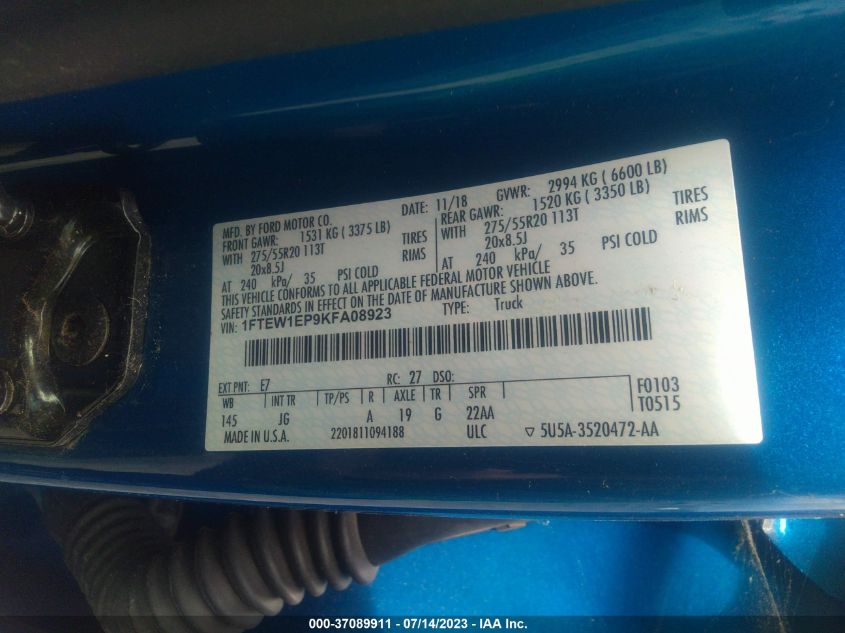 MFD. BY FORD MOTOR CO. DATE: 11/18 GVWR: 2994 KG ( 6600 LB)
FRONT GAWR: 1531 KG ( 3375 LB) REAR GAWR: 1520 KG ( 3350 LB)
WITH 275/55R20 113T TIRES WITH 275/55R20 113T TIRES
20x8.5J RIMS 20x8.5J RIMS
AT 240 kPa/ 35 PSI COLD AT 240 kPa/ 35 PSI COLD
THIS VEHICLE CONFORMS TO ALL APPLICABLE FEDERAL MOTOR VEHICLE
SAFETY STANDARDS IN EFFECT ON THE DATE OF MANUFACTURE SHOWN ABOVE.
VIN: 1FTEW1EP9KFA08923 TYPE: Truck
EXT PNT: E7 RC: 27 DSO: F0103
WB INT TR TP/PS R AXLE TR SPR T0515
145 JG A 19 G 22AA
MADE IN U.S.A. 2201811094188 ULC ▽ 5U5A-3520472-AA
000-37089911 - 07/14/2023 - IAA Inc.